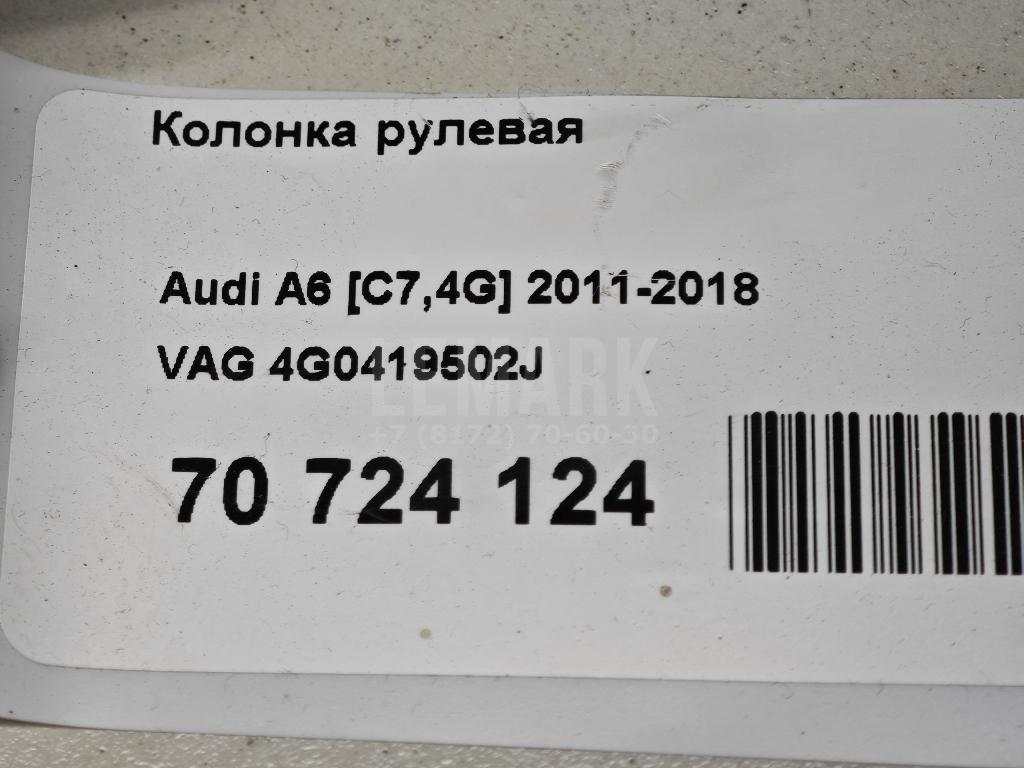 Колонка рулевая
Audi A6 [C7,4G] 2011-2018
VAG 4G0419502J
LEMARK
+7 (8172) 70-60-30
70 724 124